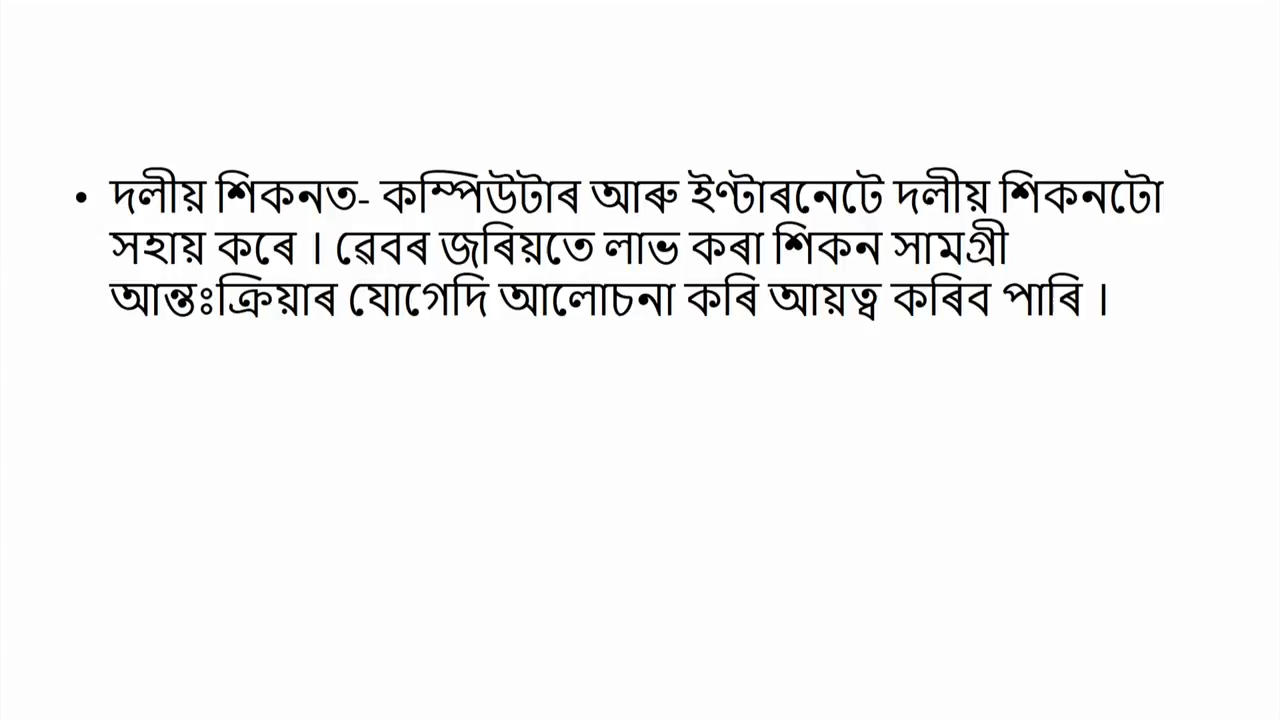 • দলীয় শিকনত- কম্পিউটাৰ আৰু ইণ্টাৰনেটে দলীয় শিকনটো
সহায় কৰে । ৱেবৰ জৰিয়তে লাভ কৰা শিকন সামগ্ৰী
আন্তঃক্ৰিয়াৰ যোগেদি আলোচনা কৰি আয়ত্ব কৰিব পাৰি ।